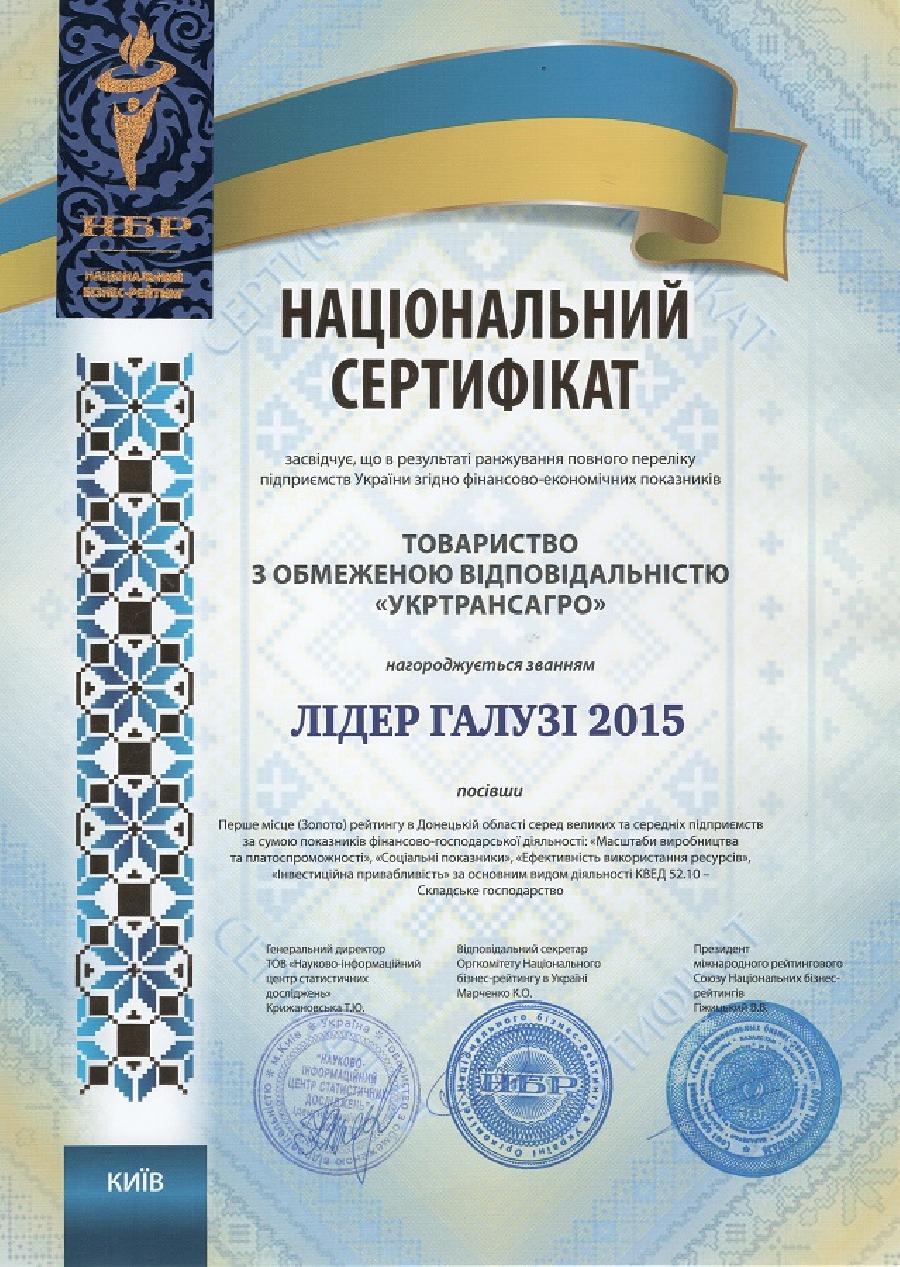 НБР
НАЦІОНАЛЬНИЙ
БІЗНЕС-РЕЙТИНГ
НАЦІОНАЛЬНИЙ
СЕРТИФІКАТ
засвідчує, що в результаті ранжування повного переліку
підприємств України згідно фінансово-економічних показників
ТОВАРИСТВО
З ОБМЕЖЕНОЮ ВІДПОВІДАЛЬНІСТЮ
«УКРТРАНСАГРО»
нагороджується званням
ЛІДЕР ГАЛУЗІ 2015
посівши
Перше місце (Золото) рейтингу в Донецькій області серед великих та середніх підприємств
за сумою показників фінансово-господарської діяльності: «Масштаби виробництва
та платоспроможності», «Соціальні показники», «Ефективність використання ресурсів»,
«Інвестиційна привабливість» за основним видом діяльності КВЕД 52.10 –
Складське господарство
Генеральний директор
ТОВ «Науково-інформаційний
центр статистичних
досліджень»
Крижановська Т.Ю.
Відповідальний секретар
Оргкомітету Національного
бізнес-рейтингу в Україні
Марченко К.О.
Президент
міжнародного рейтингового
Союзу Національних бізнес-
рейтингів
Гіжицький В.В.
"НАУКОВО-
ІНФОРМАЦІЙНИЙ
ЦЕНТР СТАТИСТИЧНИХ
ДОСЛІДЖЕНЬ"
НБР
КИЇВ